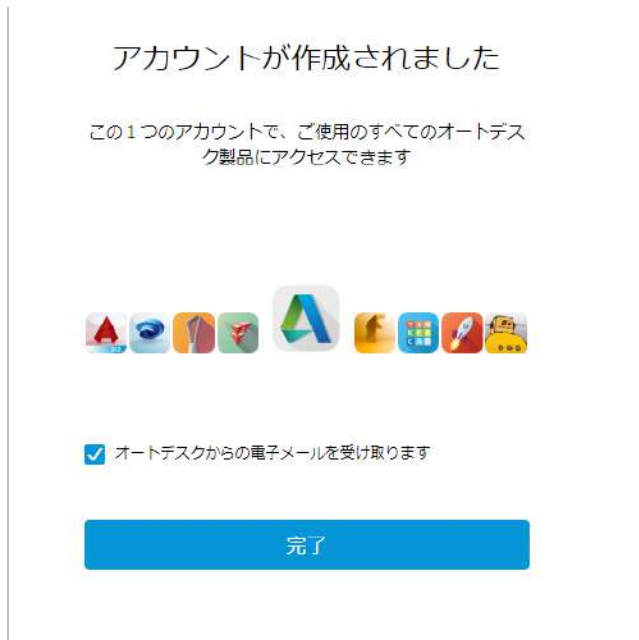 アカウントが作成されました
この1つのアカウントで、ご使用のすべてのオートデス
ク製品にアクセスできます
TIN
KER
CAD
オートデスクからの電子メールを受け取ります
完了